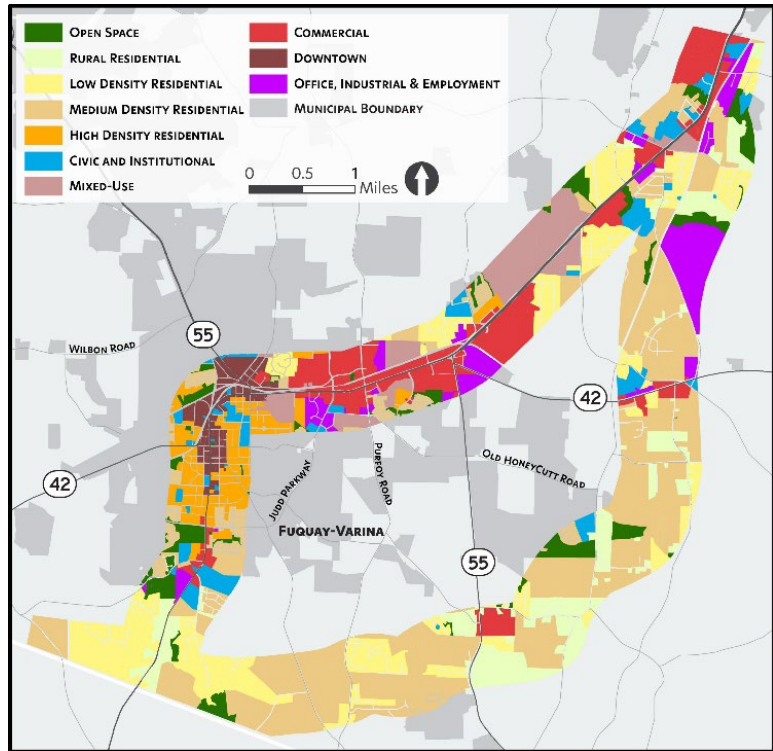 Open Space
Rural Residential
Low Density Residential
Medium Density Residential
High Density residential
Civic and Institutional
Mixed-Use
Commercial
Downtown
Office, Industrial & Employment
Municipal Boundary
0 0.5 1
Miles
55
Wilbon Road
42
42
Judd Parkway
Purfoy Road
Old HoneyCutt Road
Fuquay-Varina
55